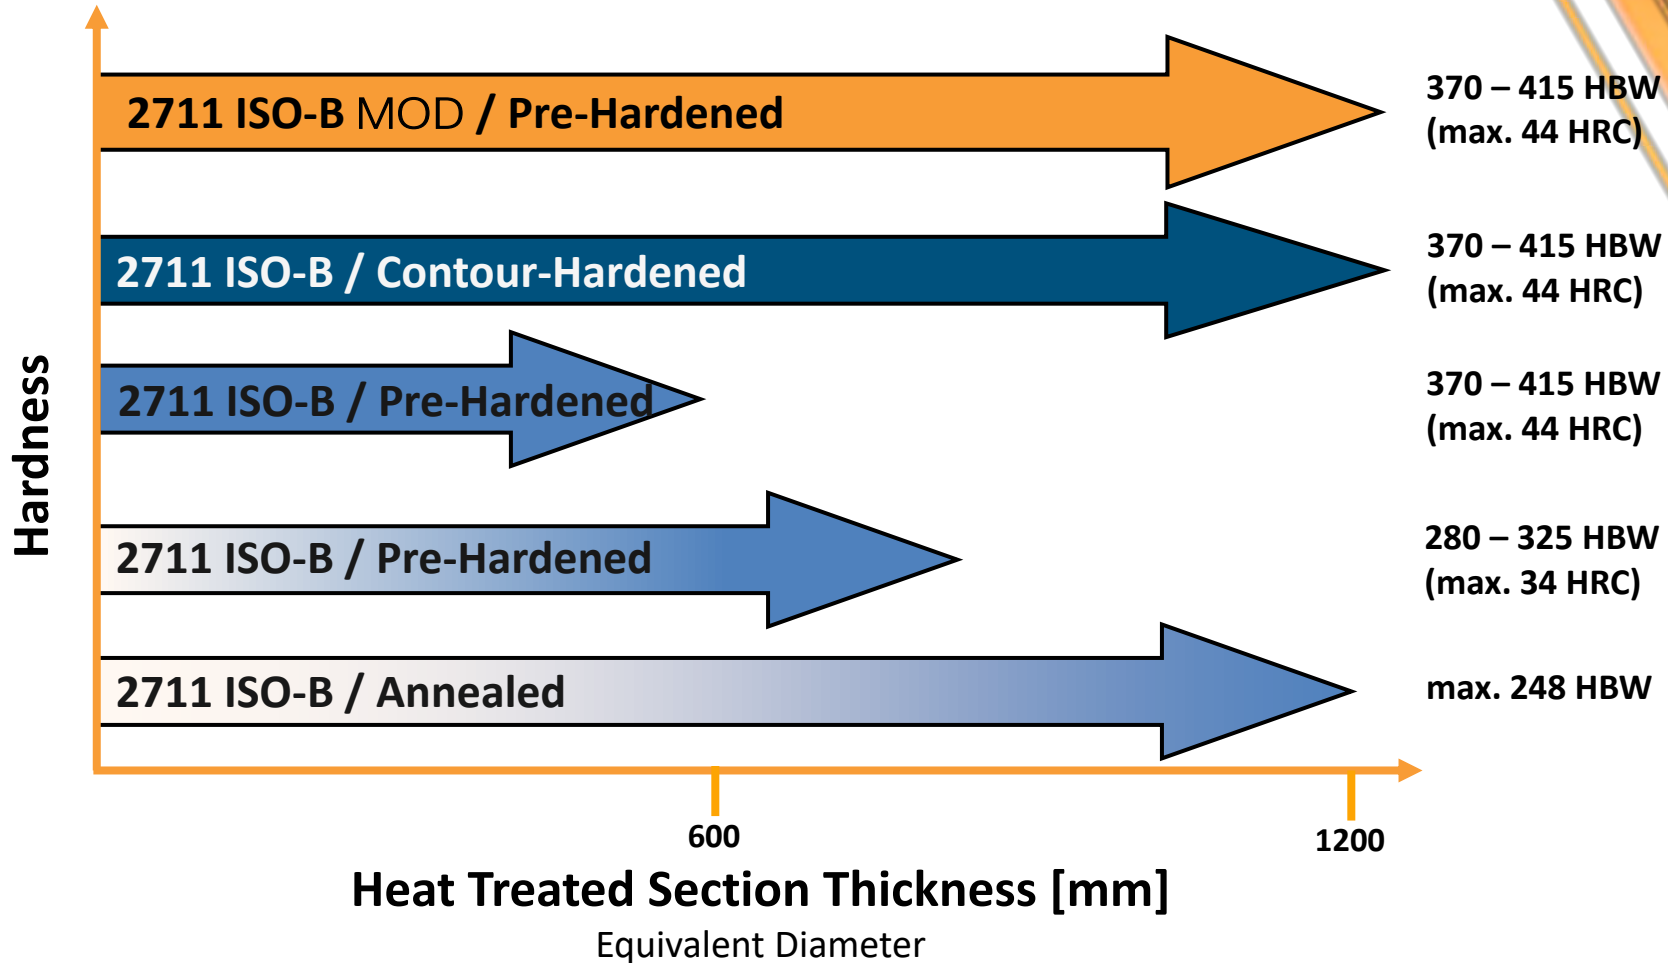 2711 ISO-B MOD / Pre-Hardened
370 – 415 HBW
(max. 44 HRC)
2711 ISO-B / Contour-Hardened
370 – 415 HBW
(max. 44 HRC)
2711 ISO-B / Pre-Hardened
370 – 415 HBW
(max. 44 HRC)
2711 ISO-B / Pre-Hardened
280 – 325 HBW
(max. 34 HRC)
2711 ISO-B / Annealed
max. 248 HBW
Hardness
600
1200
Heat Treated Section Thickness [mm]
Equivalent Diameter